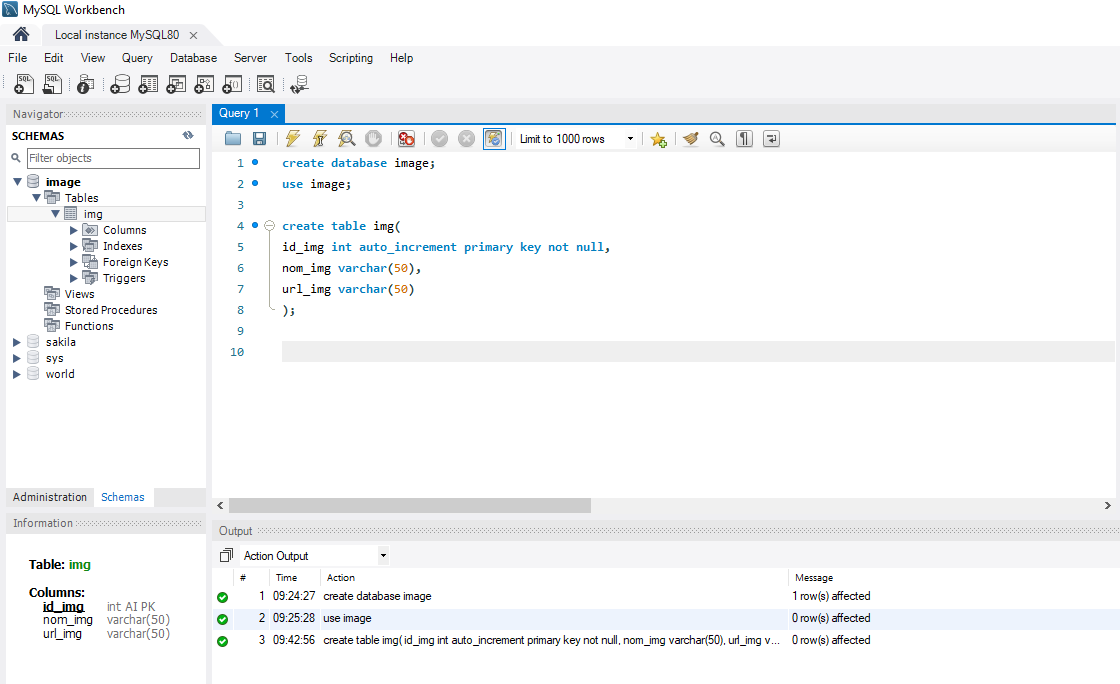 MySQL Workbench
Local instance MySQL80
File Edit View Query Database Server Tools Scripting Help
Navigator
SCHEMAS
Filter objects
image
Tables
img
Columns
Indexes
Foreign Keys
Triggers
Views
Stored Procedures
Functions
sakila
sys
world
Administration Schemas
Query 1
Limit to 1000 rows
1 create database image;
2 use image;
3
4 create table img(
5 id_img int auto_increment primary key not null,
6 nom_img varchar(50),
7 url_img varchar(50)
8 );
9
10
Information
Table: img
Columns:
id_img int AI PK
nom_img varchar(50)
url_img varchar(50)
Output
Action Output
# Time Action Message
1 09:24:27 create database image 1 row(s) affected
2 09:25:28 use image 0 row(s) affected
3 09:42:56 create table img( id_img int auto_increment primary key not null, nom_img varchar(50), url_img v... 0 row(s) affected